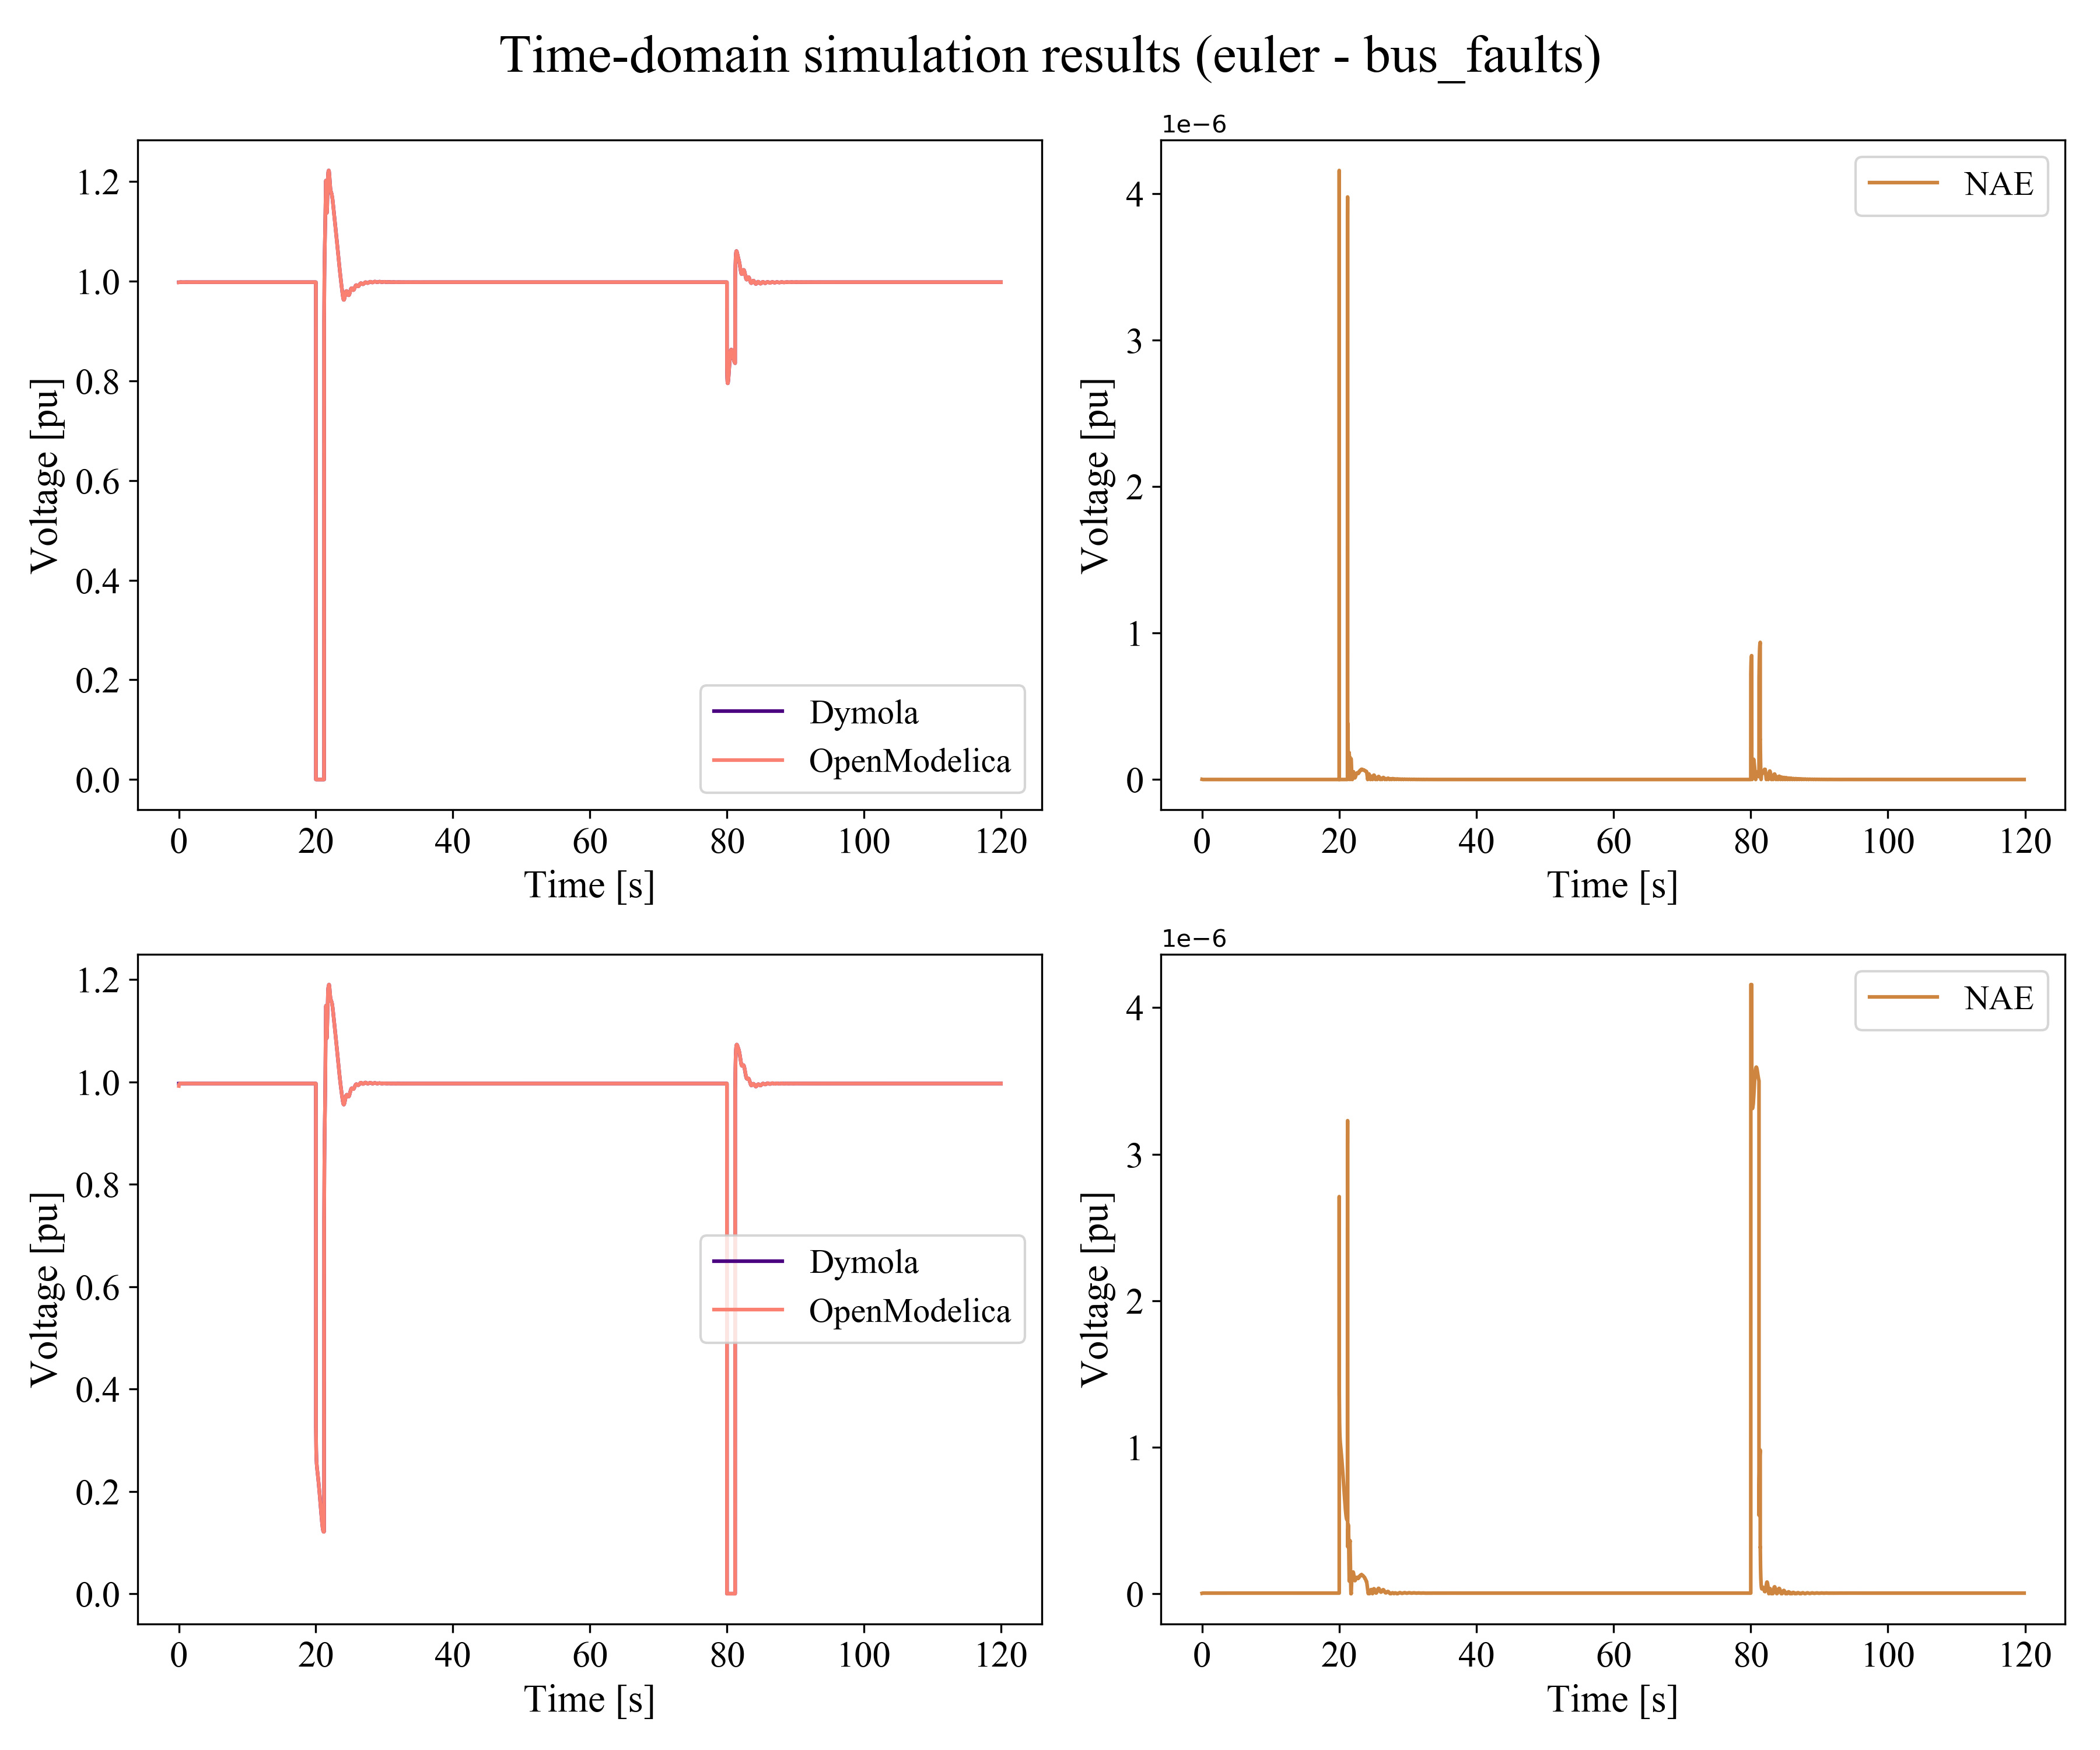 Time-domain simulation results (euler - bus_faults)
1.2
1.0
0.8
0.6
0.4
0.2
0.0
Voltage [pu]
Dymola
OpenModelica
0 20 40 60 80 100 120
Time [s]
1e−6
4
3
2
1
0
Voltage [pu]
NAE
0 20 40 60 80 100 120
Time [s]
1.2
1.0
0.8
0.6
0.4
0.2
0.0
Voltage [pu]
Dymola
OpenModelica
0 20 40 60 80 100 120
Time [s]
1e−6
4
3
2
1
0
Voltage [pu]
NAE
0 20 40 60 80 100 120
Time [s]